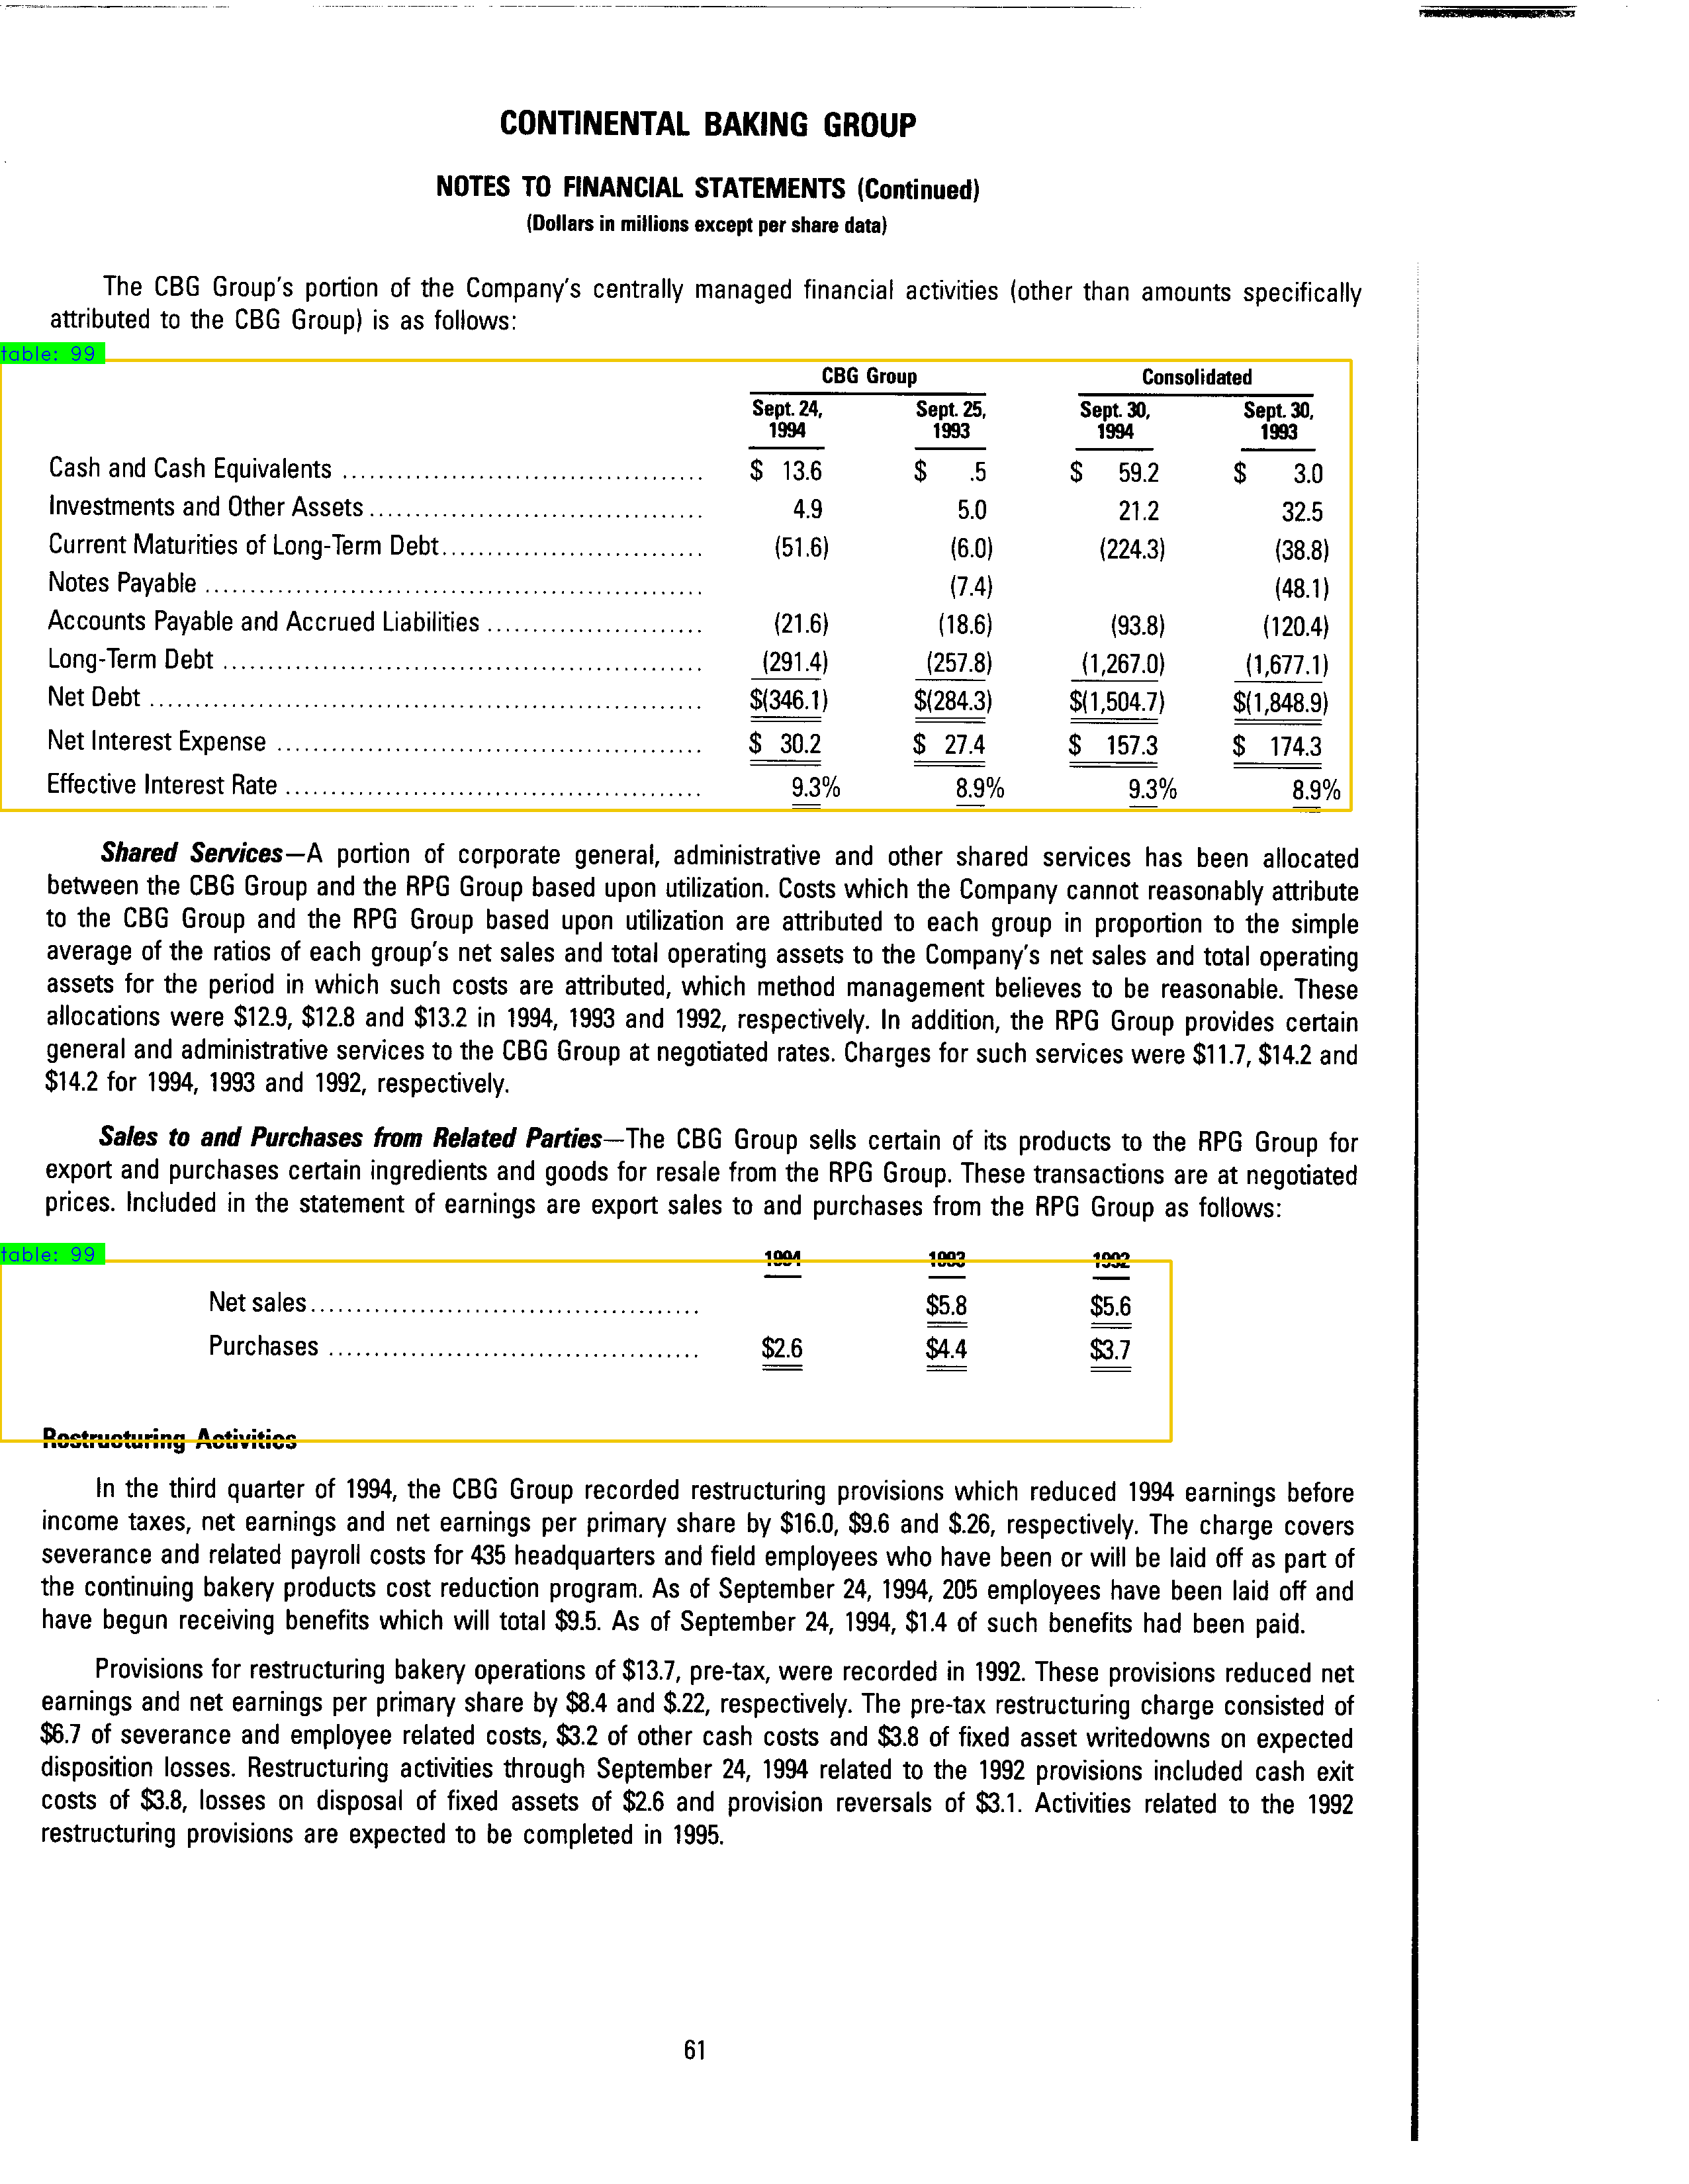 CONTINENTAL BAKING GROUP
NOTES TO FINANCIAL STATEMENTS (Continued)
(Dollars in millions except per share data)
The CBG Group's portion of the Company's centrally managed financial activities (other than amounts specifically
attributed to the CBG Group) is as follows:
table: 99
CBG Group Consolidated
Sept. 24, Sept. 25, Sept. 30, Sept. 30,
1994 1993 1994 1993
Cash and Cash Equivalents ........................................ $ 13.6 $ .5 $ 59.2 $ 3.0
Investments and Other Assets..................................... 4.9 5.0 21.2 32.5
Current Maturities of Long-Term Debt............................. (51.6) (6.0) (224.3) (38.8)
Notes Payable ....................................................... (7.4) (48.1)
Accounts Payable and Accrued Liabilities ........................ (21.6) (18.6) (93.8) (120.4)
Long-Term Debt ..................................................... (291.4) (257.8) (1,267.0) (1,677.1)
Net Debt ............................................................. $(346.1) $(284.3) $(1,504.7) $(1,848.9)
Net Interest Expense ............................................... $ 30.2 $ 27.4 $ 157.3 $ 174.3
Effective Interest Rate .............................................. 9.3% 8.9% 9.3% 8.9%
Shared Services—A portion of corporate general, administrative and other shared services has been allocated
between the CBG Group and the RPG Group based upon utilization. Costs which the Company cannot reasonably attribute
to the CBG Group and the RPG Group based upon utilization are attributed to each group in proportion to the simple
average of the ratios of each group's net sales and total operating assets to the Company's net sales and total operating
assets for the period in which such costs are attributed, which method management believes to be reasonable. These
allocations were $12.9, $12.8 and $13.2 in 1994, 1993 and 1992, respectively. In addition, the RPG Group provides certain
general and administrative services to the CBG Group at negotiated rates. Charges for such services were $11.7, $14.2 and
$14.2 for 1994, 1993 and 1992, respectively.
Sales to and Purchases from Related Parties—The CBG Group sells certain of its products to the RPG Group for
export and purchases certain ingredients and goods for resale from the RPG Group. These transactions are at negotiated
prices. Included in the statement of earnings are export sales to and purchases from the RPG Group as follows:
table: 99
1994 1993 1992
Net sales........................................... $5.8 $5.6
Purchases ......................................... $2.6 $4.4 $3.7
Restructuring Activities
In the third quarter of 1994, the CBG Group recorded restructuring provisions which reduced 1994 earnings before
income taxes, net earnings and net earnings per primary share by $16.0, $9.6 and $.26, respectively. The charge covers
severance and related payroll costs for 435 headquarters and field employees who have been or will be laid off as part of
the continuing bakery products cost reduction program. As of September 24, 1994, 205 employees have been laid off and
have begun receiving benefits which will total $9.5. As of September 24, 1994, $1.4 of such benefits had been paid.
Provisions for restructuring bakery operations of $13.7, pre-tax, were recorded in 1992. These provisions reduced net
earnings and net earnings per primary share by $8.4 and $.22, respectively. The pre-tax restructuring charge consisted of
$6.7 of severance and employee related costs, $3.2 of other cash costs and $3.8 of fixed asset writedowns on expected
disposition losses. Restructuring activities through September 24, 1994 related to the 1992 provisions included cash exit
costs of $3.8, losses on disposal of fixed assets of $2.6 and provision reversals of $3.1. Activities related to the 1992
restructuring provisions are expected to be completed in 1995.
61